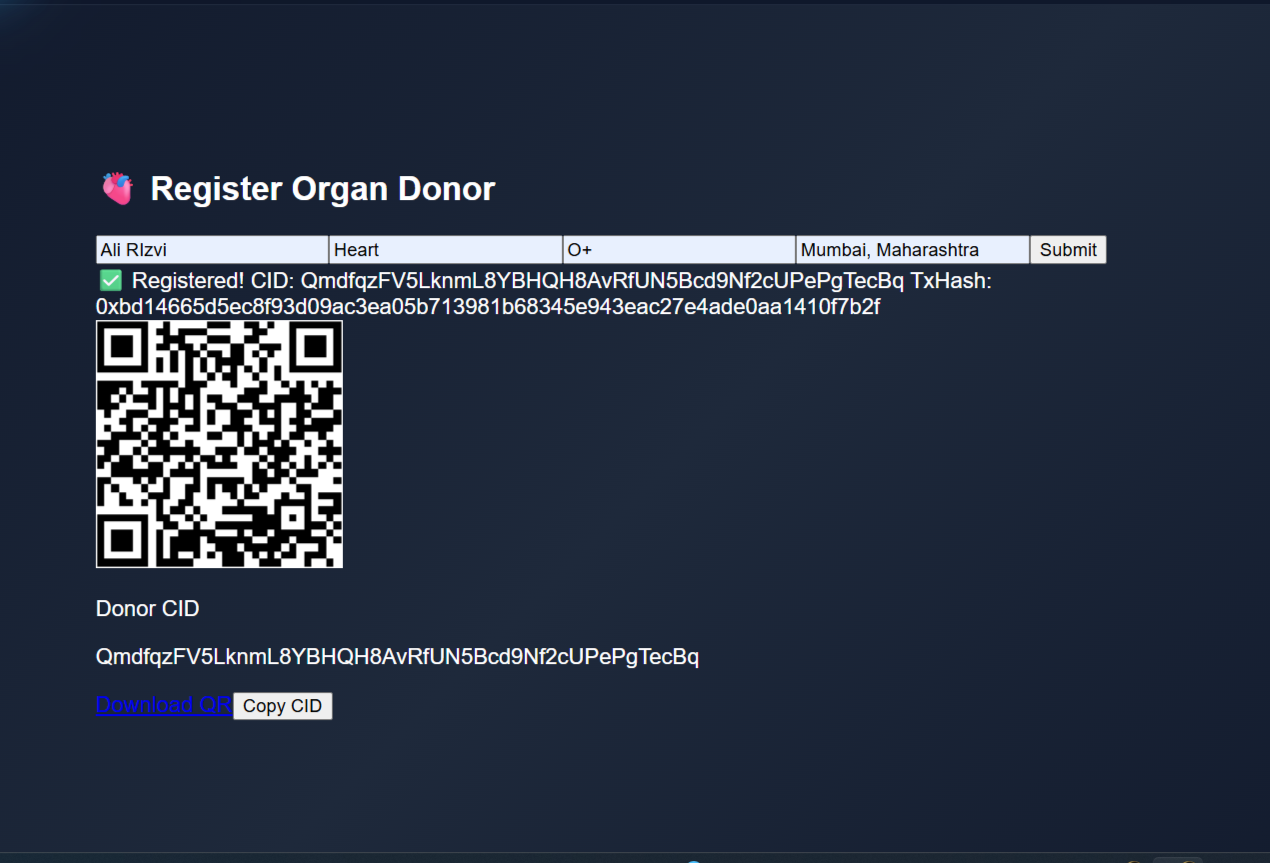 Register Organ Donor
Ali RIzvi Heart O+ Mumbai, Maharashtra Submit
✅ Registered! CID: QmdfqzFV5LknmL8YBHQH8AvRfUN5Bcd9Nf2cUPePgTecBq TxHash:
0xbd14665d5ec8f93d09ac3ea05b713981b68345e943eac27e4ade0aa1410f7b2f
Donor CID
QmdfqzFV5LknmL8YBHQH8AvRfUN5Bcd9Nf2cUPePgTecBq
Download QR Copy CID